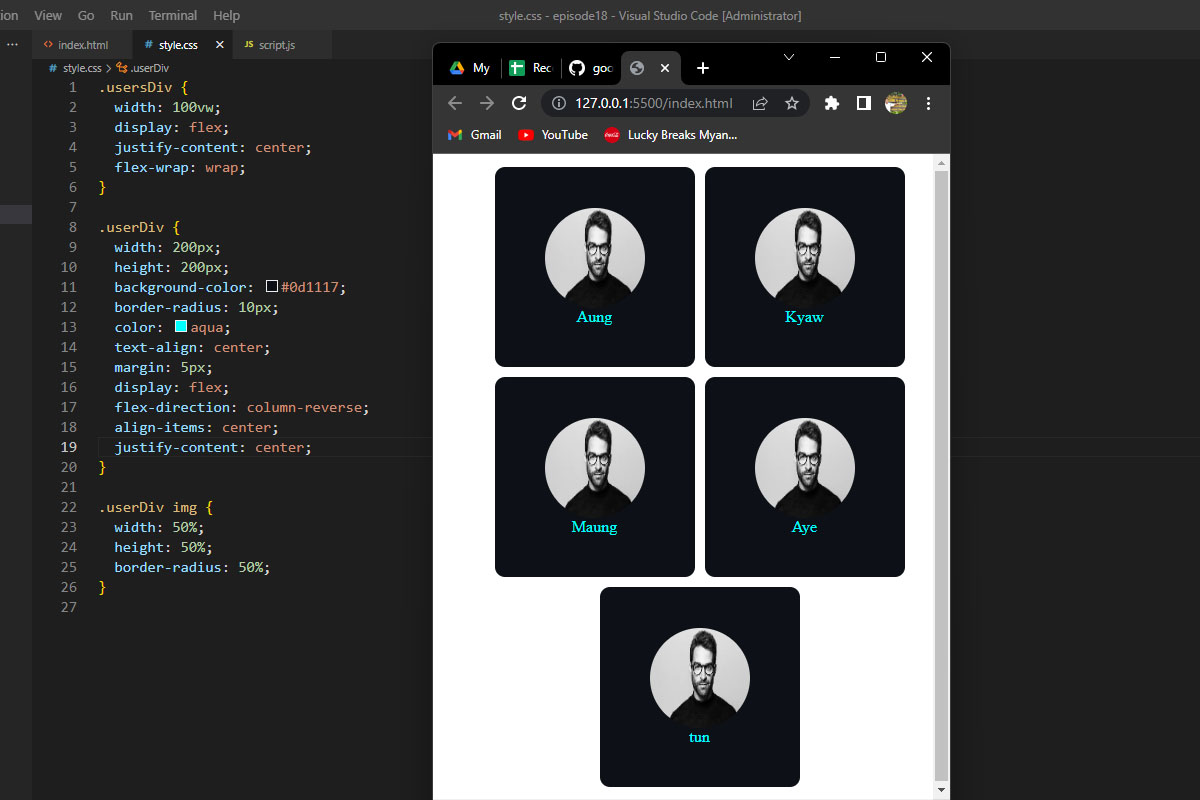 ion View Go Run Terminal Help
style.css - episode18 - Visual Studio Code [Administrator]
··· <> index.html # style.css × JS script.js
# style.css > .userDiv
1 .usersDiv {
2 width: 100vw;
3 display: flex;
4 justify-content: center;
5 flex-wrap: wrap;
6 }
7
8 .userDiv {
9 width: 200px;
10 height: 200px;
11 background-color: #0d1117;
12 border-radius: 10px;
13 color: aqua;
14 text-align: center;
15 margin: 5px;
16 display: flex;
17 flex-direction: column-reverse;
18 align-items: center;
19 justify-content: center;
20 }
21
22 .userDiv img {
23 width: 50%;
24 height: 50%;
25 border-radius: 50%;
26 }
27
My Rec goo
127.0.0.1:5500/index.html
Gmail YouTube Lucky Breaks Myan...
Aung Kyaw
Maung Aye
tun